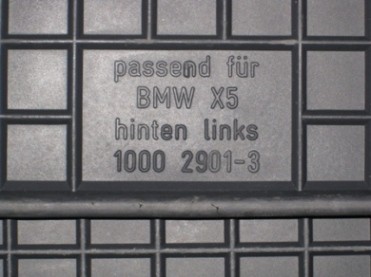 passend für
BMW X5
hinten links
1000 2901-3